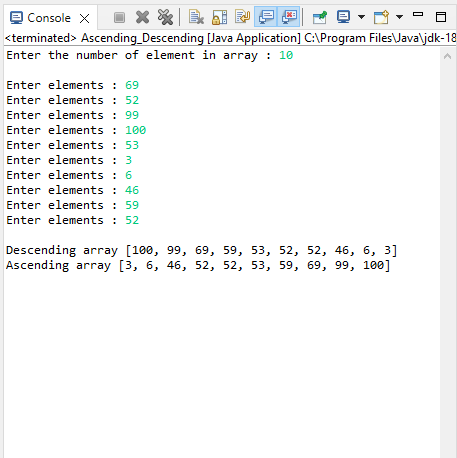 Console
<terminated> Ascending_Descending [Java Application] C:\Program Files\Java\jdk-18
Enter the number of element in array : 10
Enter elements : 69
Enter elements : 52
Enter elements : 99
Enter elements : 100
Enter elements : 53
Enter elements : 3
Enter elements : 6
Enter elements : 46
Enter elements : 59
Enter elements : 52
Descending array [100, 99, 69, 59, 53, 52, 52, 46, 6, 3]
Ascending array [3, 6, 46, 52, 52, 53, 59, 69, 99, 100]